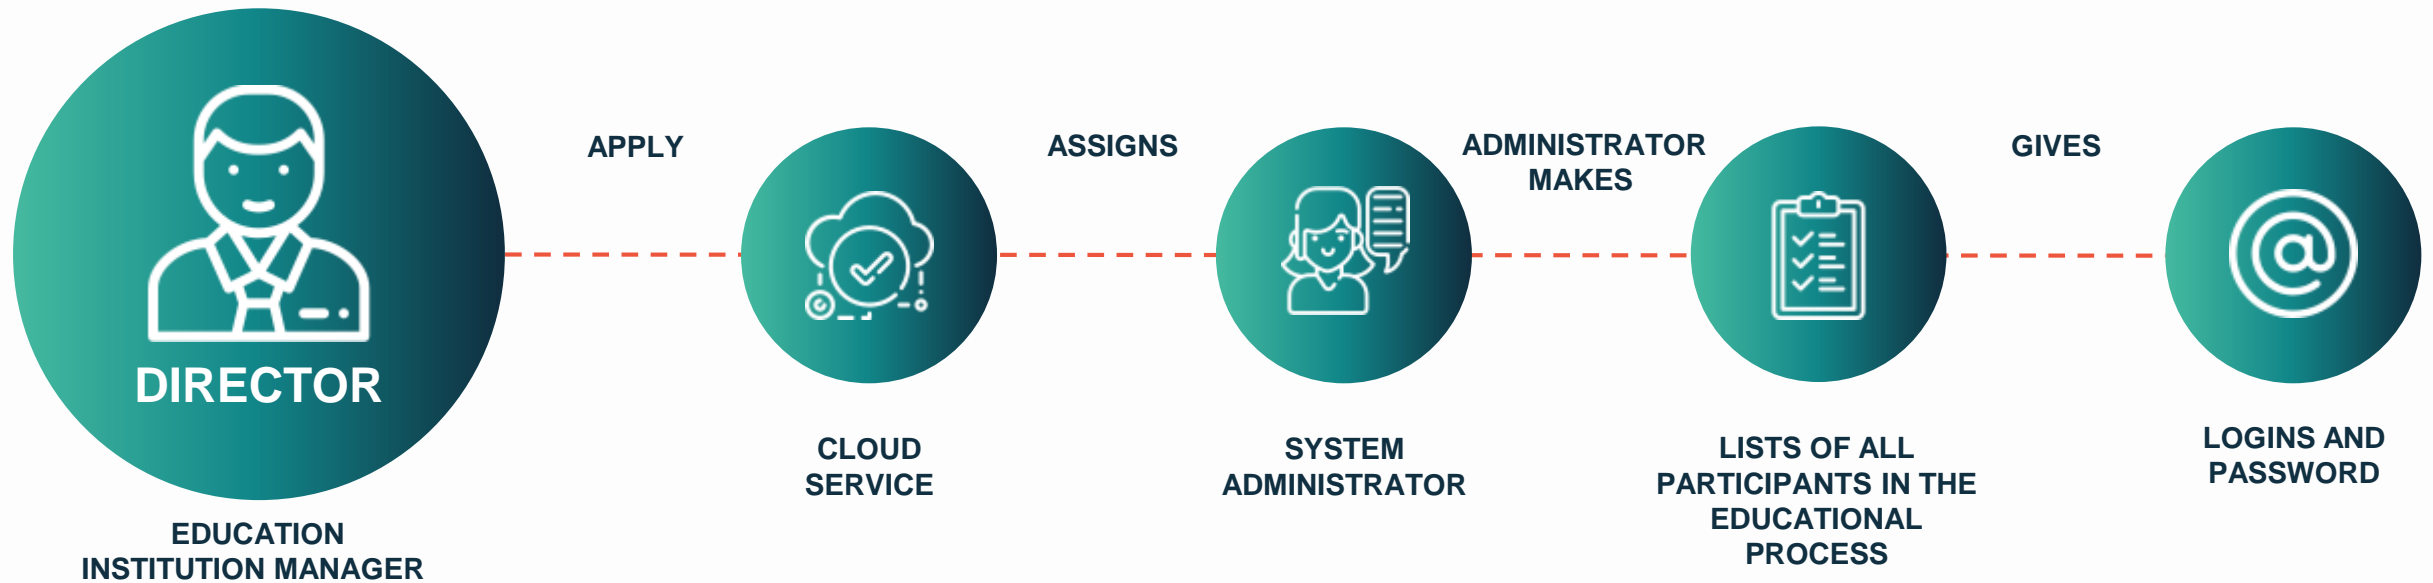 DIRECTOR
EDUCATION
INSTITUTION MANAGER
APPLY
CLOUD
SERVICE
ASSIGNS
SYSTEM
ADMINISTRATOR
ADMINISTRATOR
MAKES
LISTS OF ALL
PARTICIPANTS IN THE
EDUCATIONAL
PROCESS
GIVES
LOGINS AND
PASSWORD